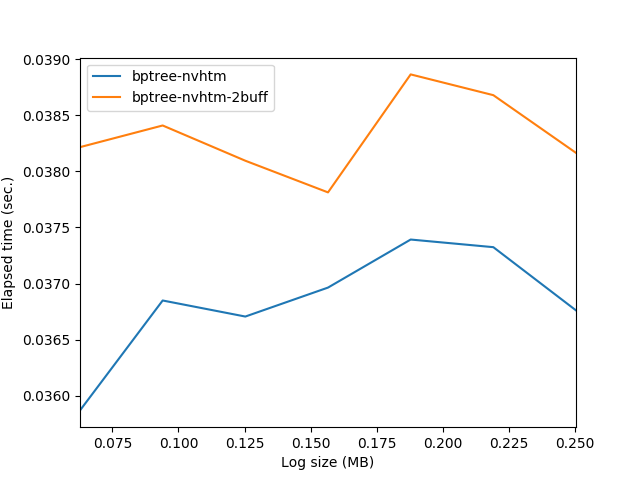 0.0390
0.0385
0.0380
0.0375
0.0370
0.0365
0.0360
Elapsed time (sec.)
bptree-nvhtm
bptree-nvhtm-2buff
0.075 0.100 0.125 0.150 0.175 0.200 0.225 0.250
Log size (MB)